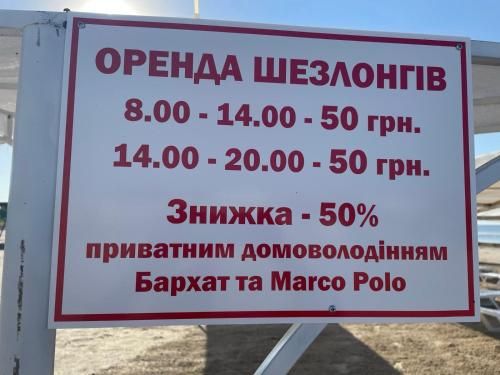 ОРЕНДА ШЕЗЛОНГІВ
8.00 - 14.00 - 50 грн.
14.00 - 20.00 - 50 грн.
Знижка - 50%
приватним домоволодінням
Бархат та Marco Polo